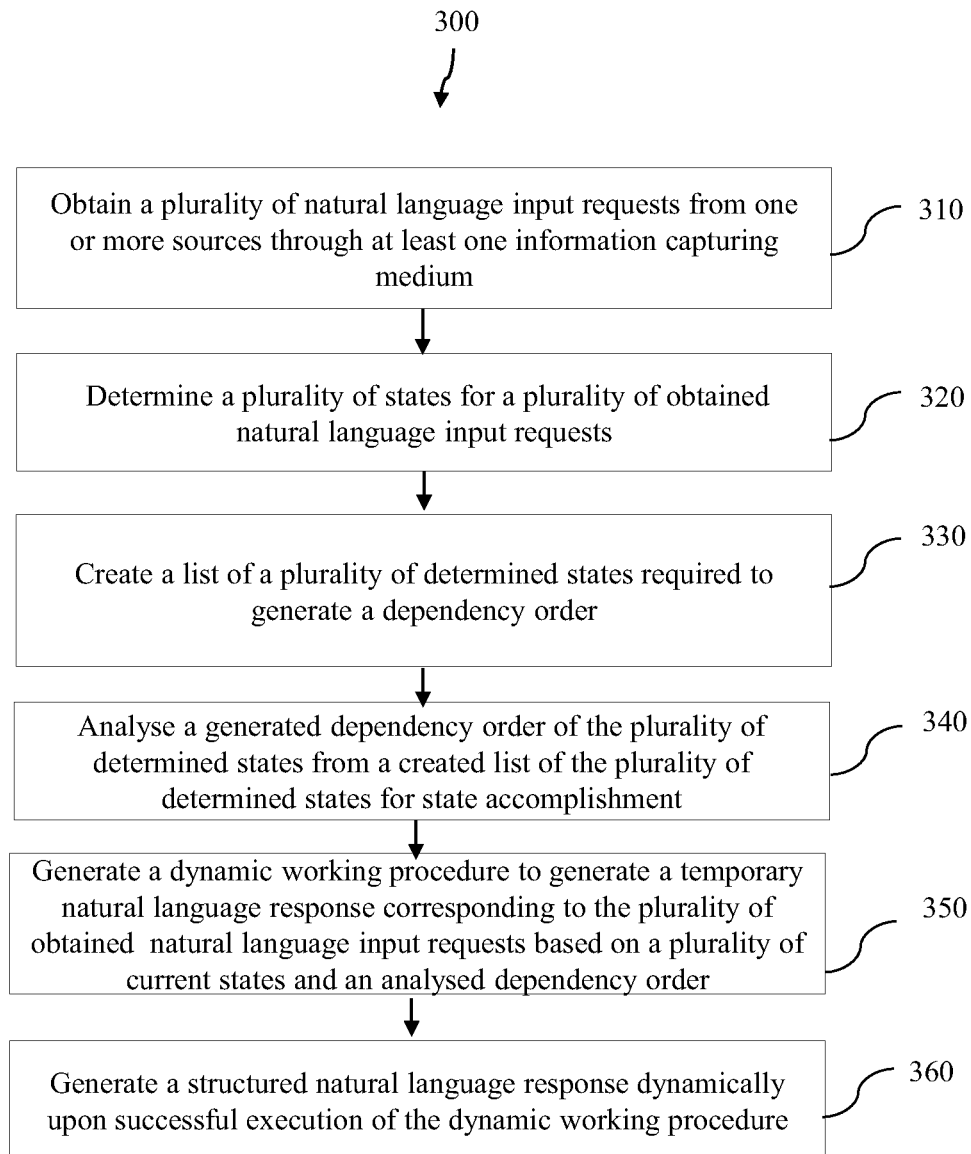 300
Obtain a plurality of natural language input requests from one
or more sources through at least one information capturing
medium
310
Determine a plurality of states for a plurality of obtained
natural language input requests
320
Create a list of a plurality of determined states required to
generate a dependency order
330
Analyse a generated dependency order of the plurality of
determined states from a created list of the plurality of
determined states for state accomplishment
340
Generate a dynamic working procedure to generate a temporary
natural language response corresponding to the plurality of
obtained natural language input requests based on a plurality of
current states and an analysed dependency order
350
Generate a structured natural language response dynamically
upon successful execution of the dynamic working procedure
360